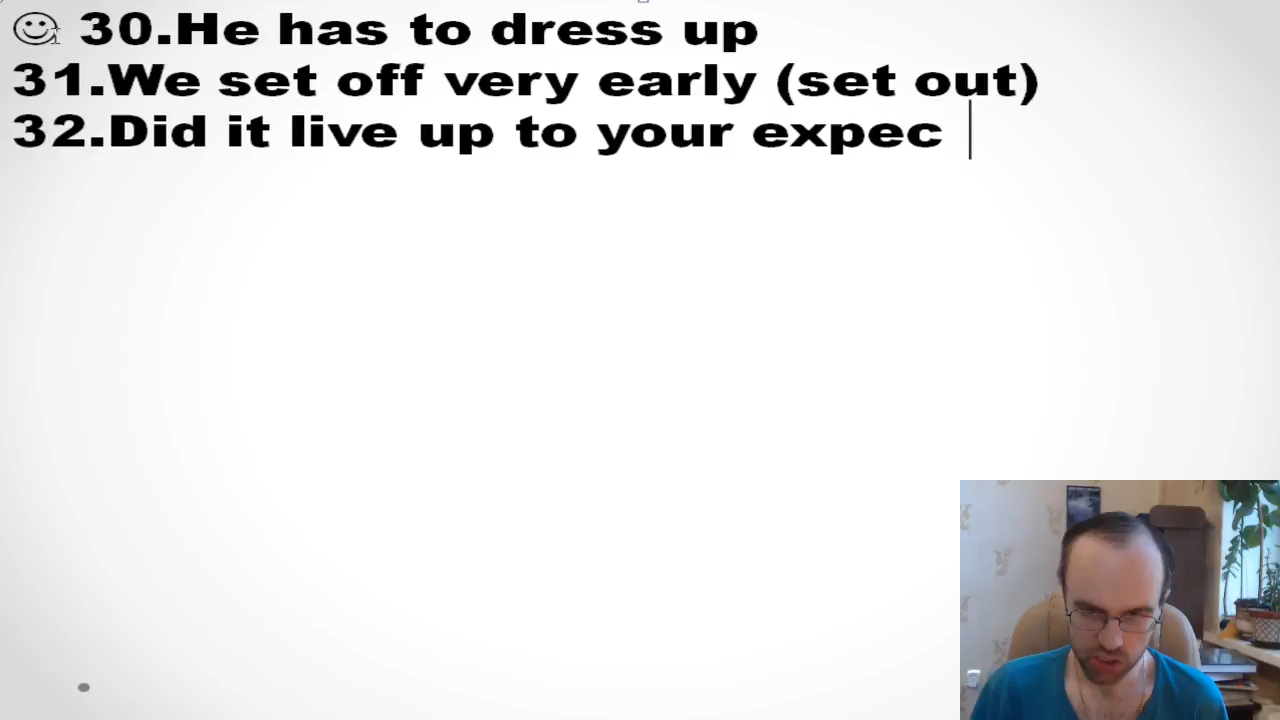 ☺ 30.He has to dress up
31.We set off very early (set out)
32.Did it live up to your expec